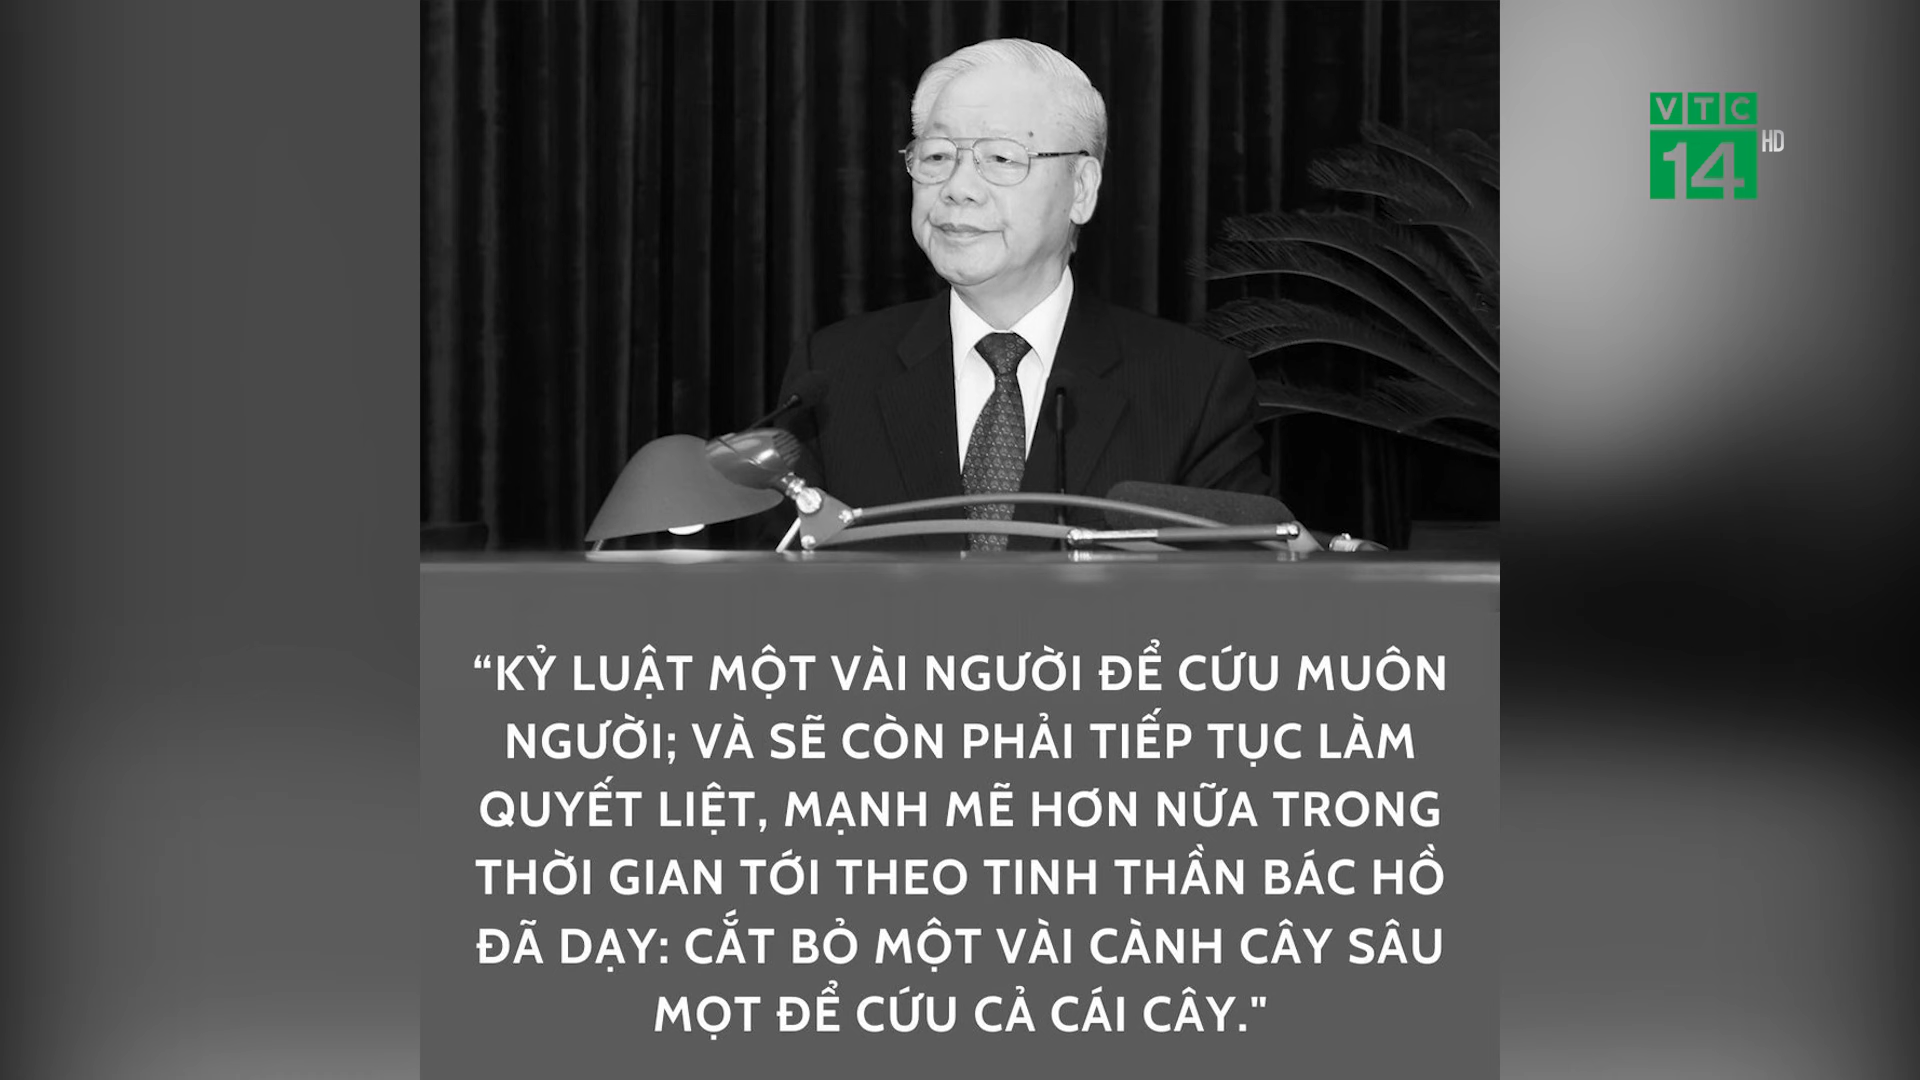 VTC
14 HD
“KỶ LUẬT MỘT VÀI NGƯỜI ĐỂ CỨU MUÔN
NGƯỜI; VÀ SẼ CÒN PHẢI TIẾP TỤC LÀM
QUYẾT LIỆT, MẠNH MẼ HƠN NỮA TRONG
THỜI GIAN TỚI THEO TINH THẦN BÁC HỒ
ĐÃ DẠY: CẮT BỎ MỘT VÀI CÀNH CÂY SÂU
MỌT ĐỂ CỨU CẢ CÁI CÂY."